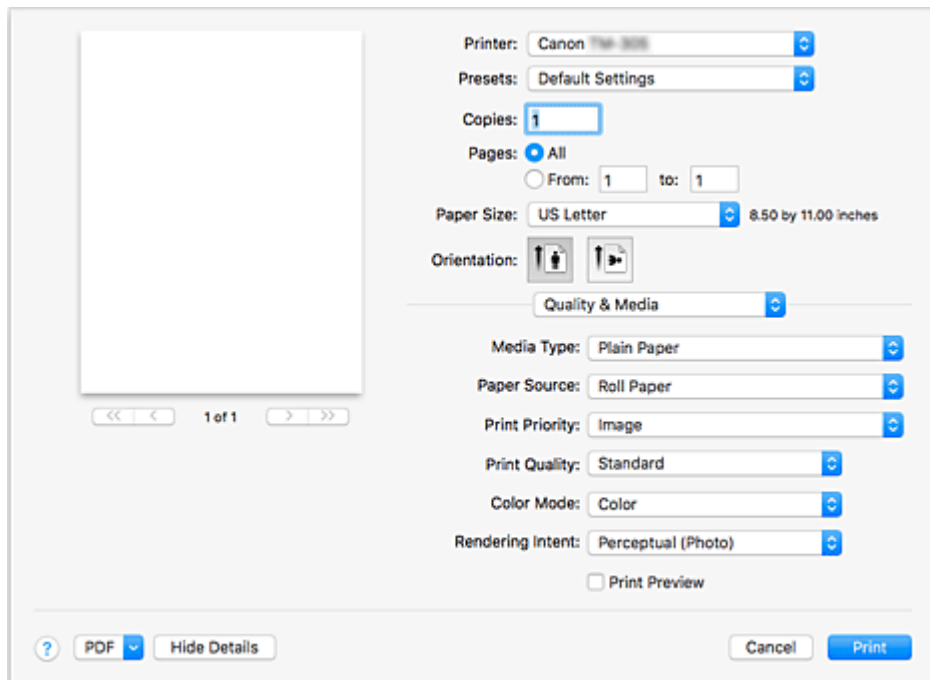 Printer: Canon
Presets: Default Settings
Copies: 1
Pages: All
From: 1 to: 1
Paper Size: US Letter 8.50 by 11.00 inches
Orientation:
Quality & Media
Media Type: Plain Paper
Paper Source: Roll Paper
<< < 1 of 1 > >>
Print Priority: Image
Print Quality: Standard
Color Mode: Color
Rendering Intent: Perceptual (Photo)
Print Preview
? PDF Hide Details Cancel Print